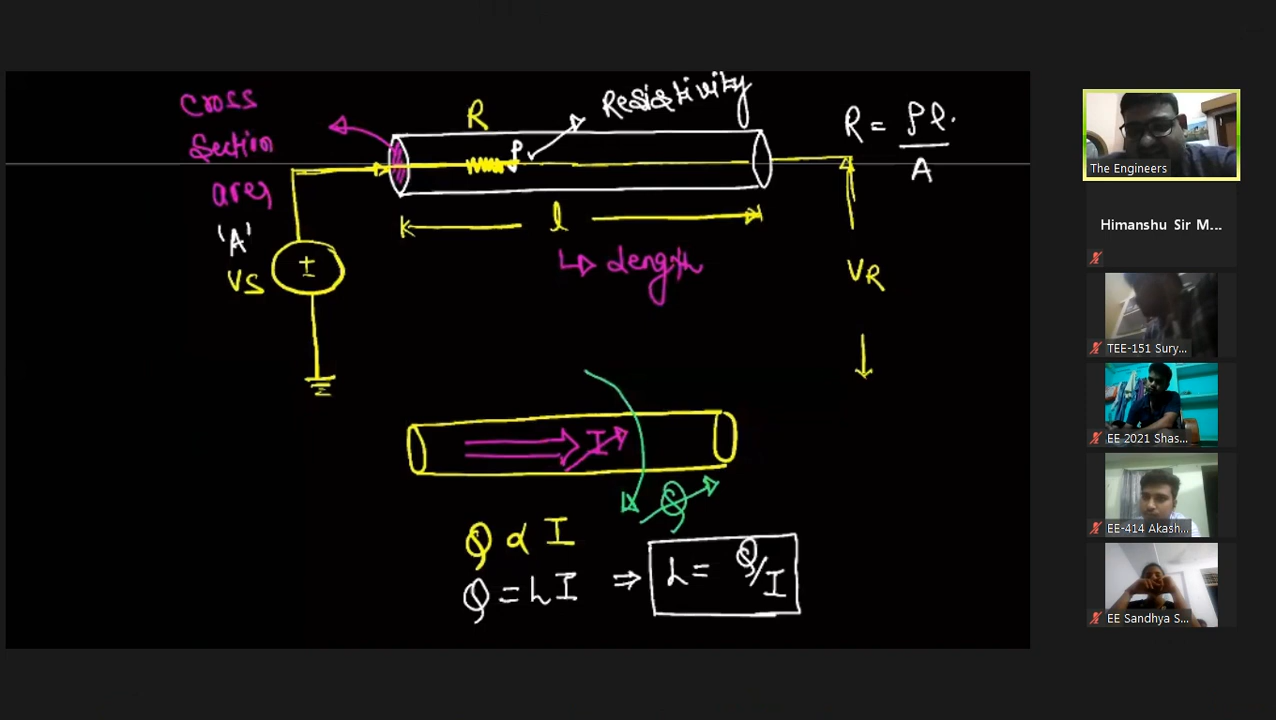 Cross
Section
area
'A'
R
ρ
Resistivity
R = ρl
A
l
↳ Length
VS
±
VR
I
φ
φ ∝ I
φ = LI ⇒ L = φ/I
The Engineers
Himanshu Sir M...
TEE-151 Sury...
EE 2021 Shas...
EE-414 Akash...
EE Sandhya S...